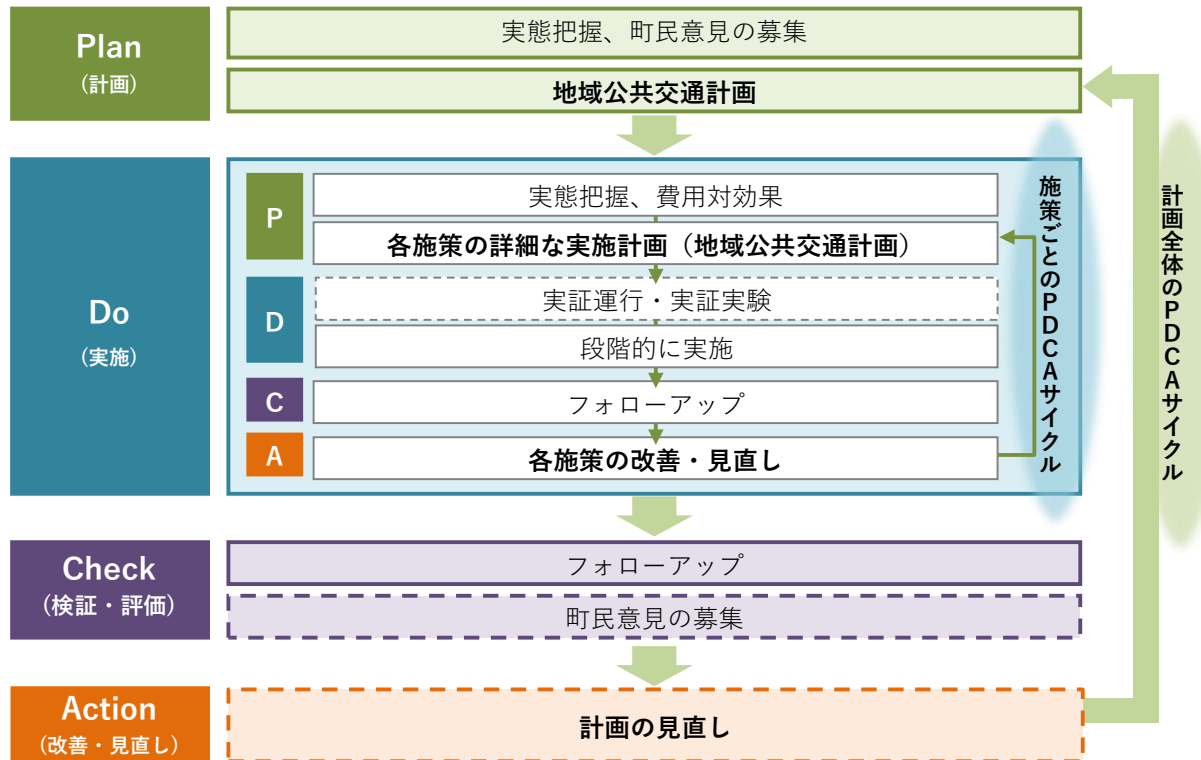 Plan
(計画)
実態把握、町民意見の募集
地域公共交通計画
Do
(実施)
P
実態把握、費用対効果
各施策の詳細な実施計画（地域公共交通計画）
D
実証運行・実証実験
段階的に実施
C
フォローアップ
A
各施策の改善・見直し
施策ごとのPDCAサイクル
計画全体のPDCAサイクル
Check
(検証・評価)
フォローアップ
町民意見の募集
Action
(改善・見直し)
計画の見直し